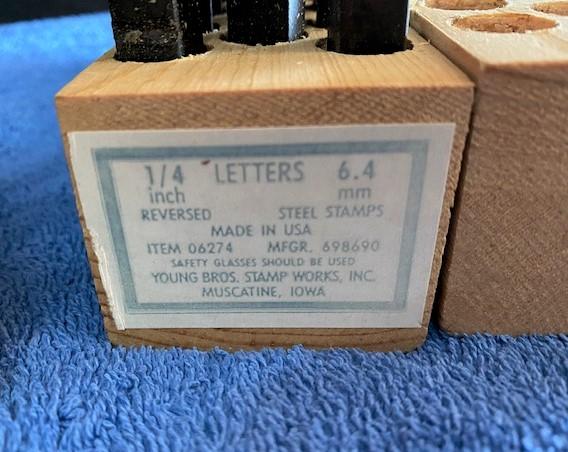 1/4 LETTERS 6.4
inch mm
REVERSED STEEL STAMPS
MADE IN USA
ITEM 06274 MFGR. 698690
SAFETY GLASSES SHOULD BE USED
YOUNG BROS. STAMP WORKS, INC.
MUSCATINE, IOWA